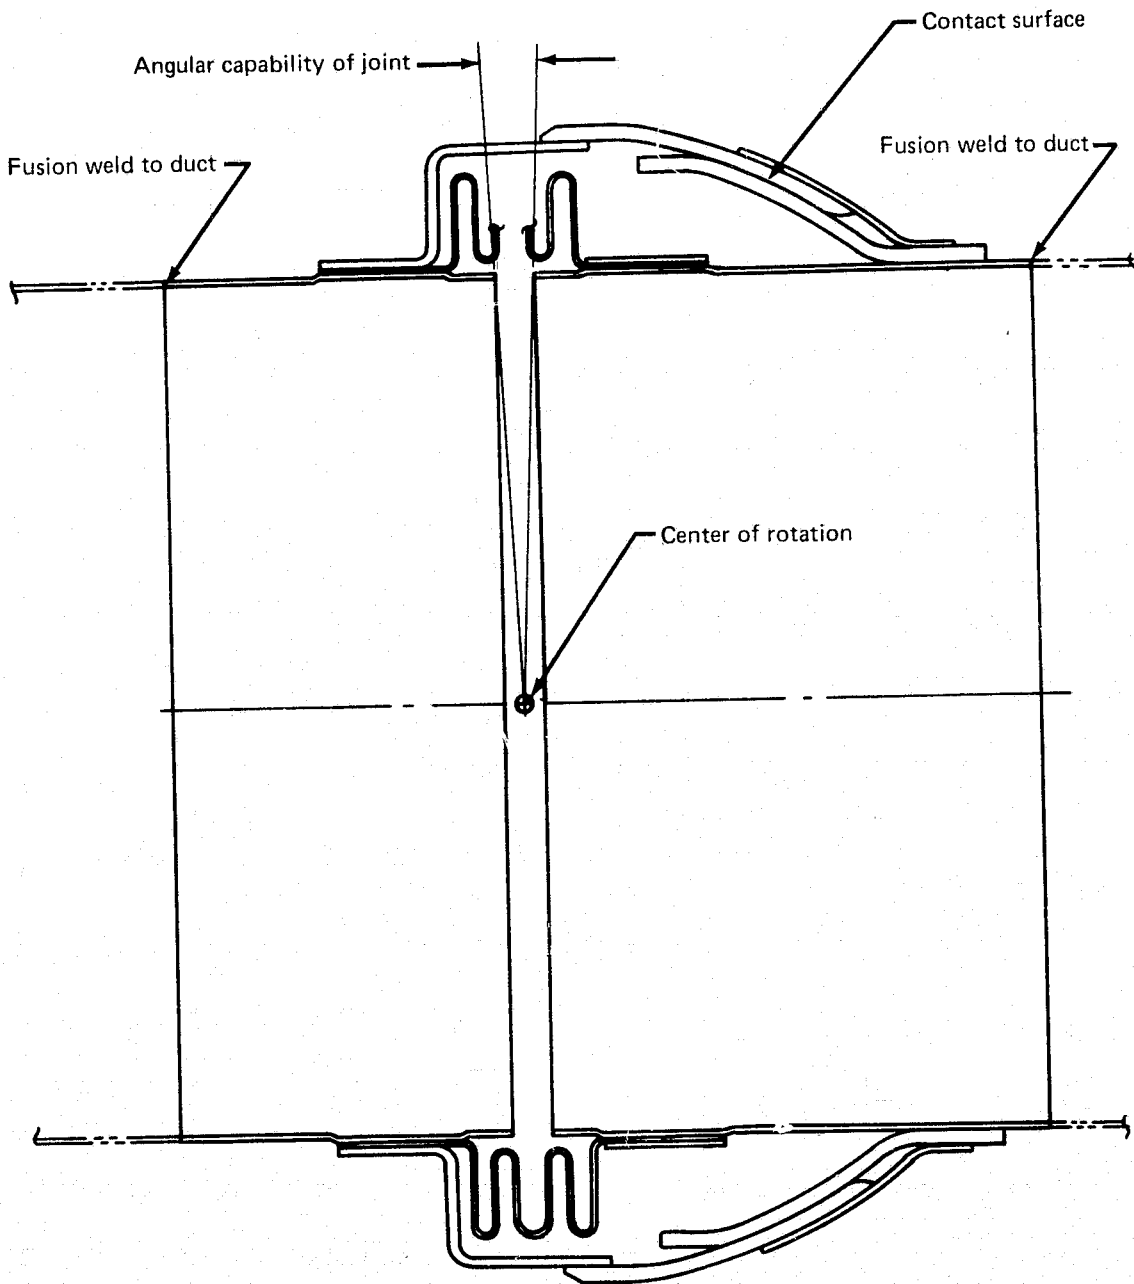 Contact surface
Angular capability of joint
Fusion weld to duct
Fusion weld to duct
Center of rotation